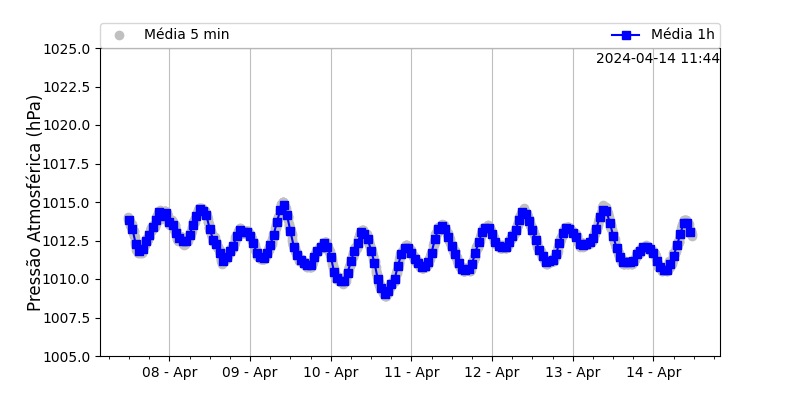 Média 5 min
Média 1h
2024-04-14 11:44
Pressão Atmosférica (hPa)
1025.0
1022.5
1020.0
1017.5
1015.0
1012.5
1010.0
1007.5
1005.0
08 - Apr
09 - Apr
10 - Apr
11 - Apr
12 - Apr
13 - Apr
14 - Apr